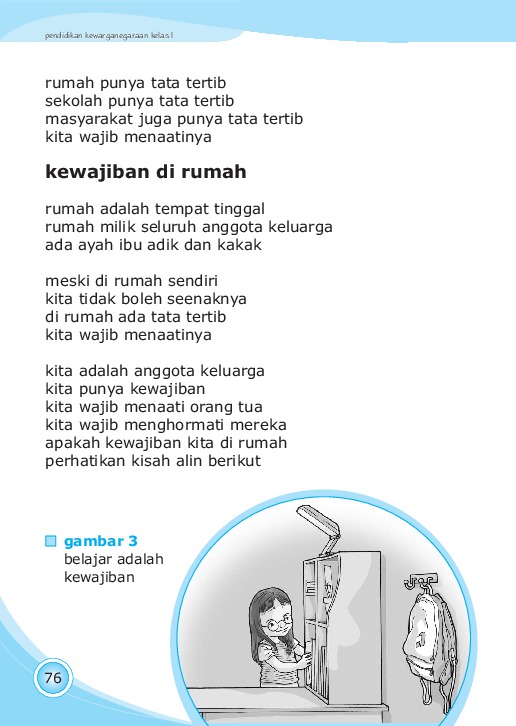 pendidikan kewarganegaraan kelas I
rumah punya tata tertib
sekolah punya tata tertib
masyarakat juga punya tata tertib
kita wajib menaatinya
kewajiban di rumah
rumah adalah tempat tinggal
rumah milik seluruh anggota keluarga
ada ayah ibu adik dan kakak
meski di rumah sendiri
kita tidak boleh seenaknya
di rumah ada tata tertib
kita wajib menaatinya
kita adalah anggota keluarga
kita punya kewajiban
kita wajib menaati orang tua
kita wajib menghormati mereka
apakah kewajiban kita di rumah
perhatikan kisah alin berikut
gambar 3
belajar adalah
kewajiban
76